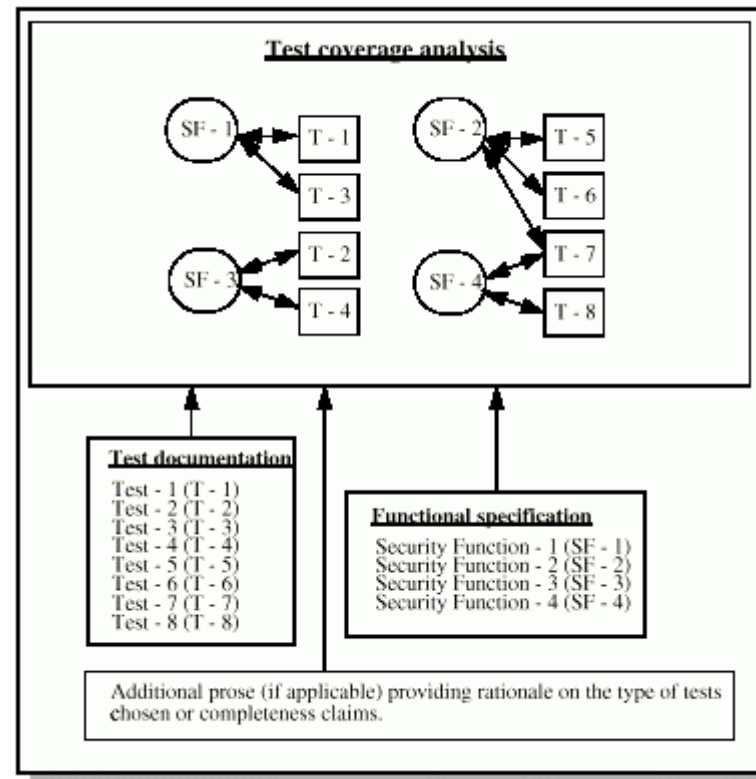 Test coverage analysis
SF - 1
T - 1
T - 3
SF - 2
T - 5
T - 6
SF - 3
T - 2
T - 4
SF - 4
T - 7
T - 8
Test documentation
Test - 1 (T - 1)
Test - 2 (T - 2)
Test - 3 (T - 3)
Test - 4 (T - 4)
Test - 5 (T - 5)
Test - 6 (T - 6)
Test - 7 (T - 7)
Test - 8 (T - 8)
Functional specification
Security Function - 1 (SF - 1)
Security Function - 2 (SF - 2)
Security Function - 3 (SF - 3)
Security Function - 4 (SF - 4)
Additional prose (if applicable) providing rationale on the type of tests
chosen or completeness claims.